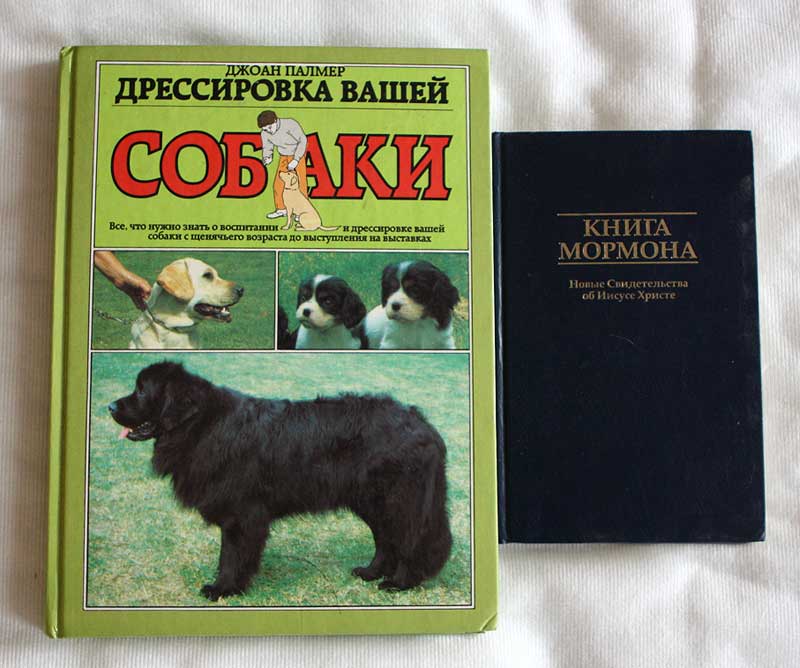 ДЖОАН ПАЛМЕР
ДРЕССИРОВКА ВАШЕЙ
СОБАКИ
Все, что нужно знать о воспитании и дрессировке вашей
собаки с щенячьего возраста до выступления на выставках
КНИГА
МОРМОНА
Новые Свидетельства
об Иисусе Христе